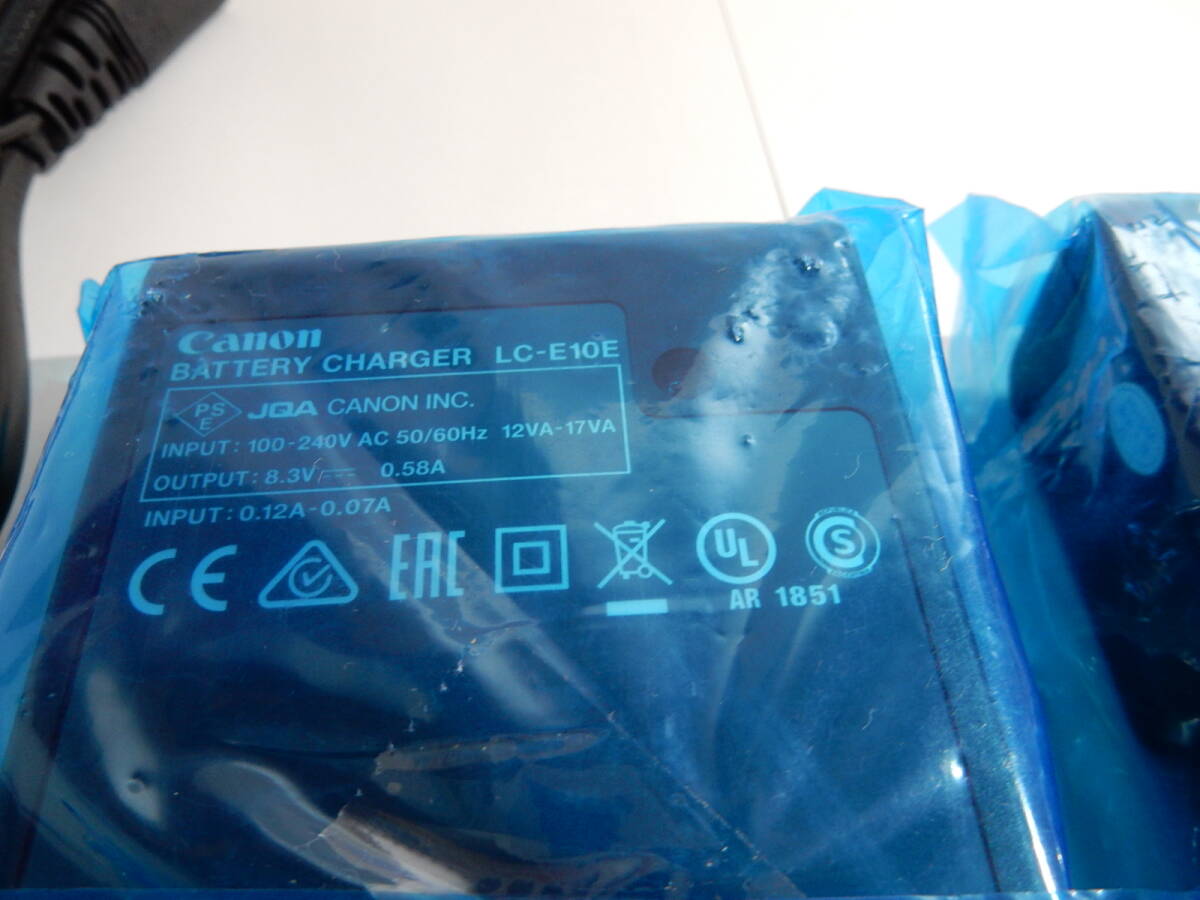 Canon
BATTERY CHARGER LC-E10E
PS E JQA CANON INC.
INPUT: 100-240V AC 50/60Hz 12VA-17VA
OUTPUT: 8.3V⎓ 0.58A
INPUT: 0.12A-0.07A
CE EAC UL S
AR 1851